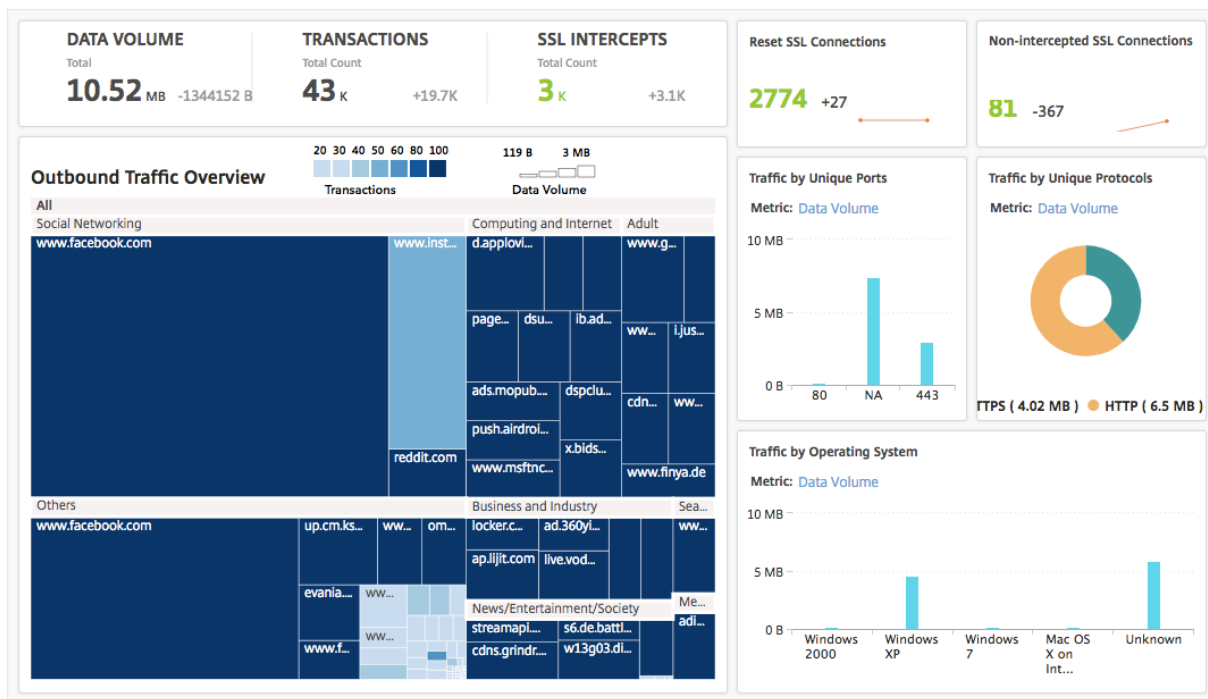 DATA VOLUME
Total
10.52 MB -1344152 B
TRANSACTIONS
Total Count
43 K +19.7K
SSL INTERCEPTS
Total Count
3 K +3.1K
Reset SSL Connections
2774 +27
Non-intercepted SSL Connections
81 -367
Outbound Traffic Overview
20 30 40 50 60 80 100
Transactions
119 B 3 MB
Data Volume
All
Social Networking
www.facebook.com
www.inst...
reddit.com
Computing and Internet
d.applovi...
page...
dsu...
ib.ad...
ads.mopub....
dspclu...
push.airdroi...
x.bids...
www.msftnc...
Adult
www.g...
ww...
i.jus...
cdn...
ww...
www.finya.de
Others
www.facebook.com
up.cm.ks...
ww...
om...
evania....
ww...
ww...
www.f...
Business and Industry
locker.c...
ad.360yi...
ap.lijit.com
live.vod...
Sea...
ww...
News/Entertainment/Society
streamapi....
s6.de.battl...
cdns.grindr....
w13g03.di...
Me...
adi...
Traffic by Unique Ports
Metric: Data Volume
10 MB
5 MB
0 B
80 NA 443
Traffic by Unique Protocols
Metric: Data Volume
TTPS ( 4.02 MB ) HTTP ( 6.5 MB )
Traffic by Operating System
Metric: Data Volume
10 MB
5 MB
0 B
Windows
2000
Windows
XP
Windows
7
Mac OS
X on
Int...
Unknown